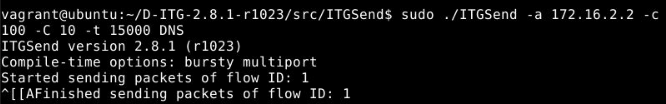 vagrant@ubuntu:~/D-ITG-2.8.1-r1023/src/ITGSend$ sudo ./ITGSend -a 172.16.2.2 -c
100 -C 10 -t 15000 DNS
ITGSend version 2.8.1 (r1023)
Compile-time options: bursty multiport
Started sending packets of flow ID: 1
^[[AFinished sending packets of flow ID: 1